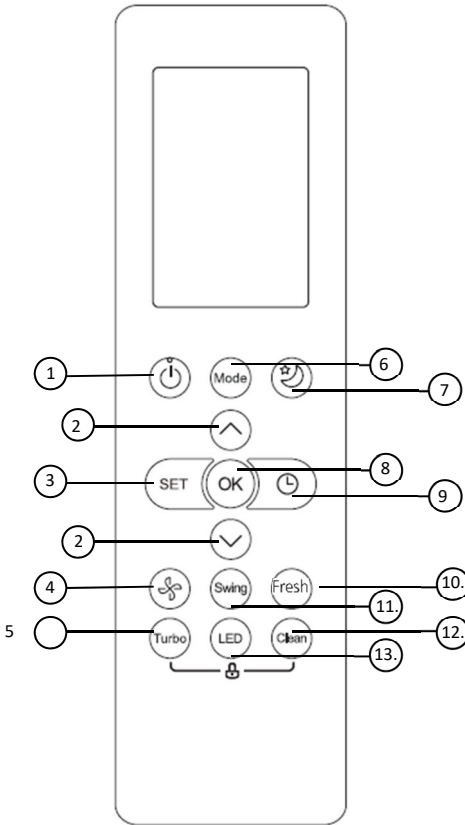 1
Mode
6
7
2
3
SET
OK
8
9
2
4
Swing
Fresh
10.
11.
5
Turbo
LED
Clean
12.
13.